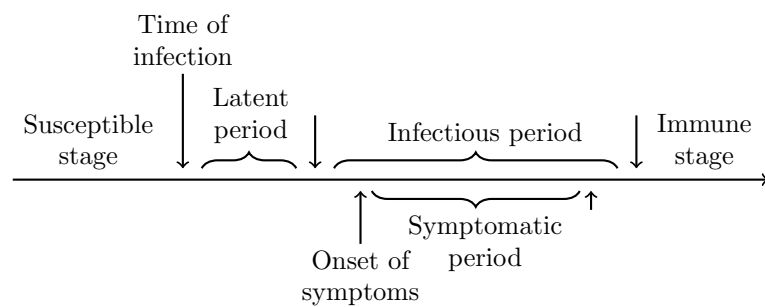 Time of
infection
Latent
period
Susceptible
stage
Infectious period
Immune
stage
Symptomatic
period
Onset of
symptoms